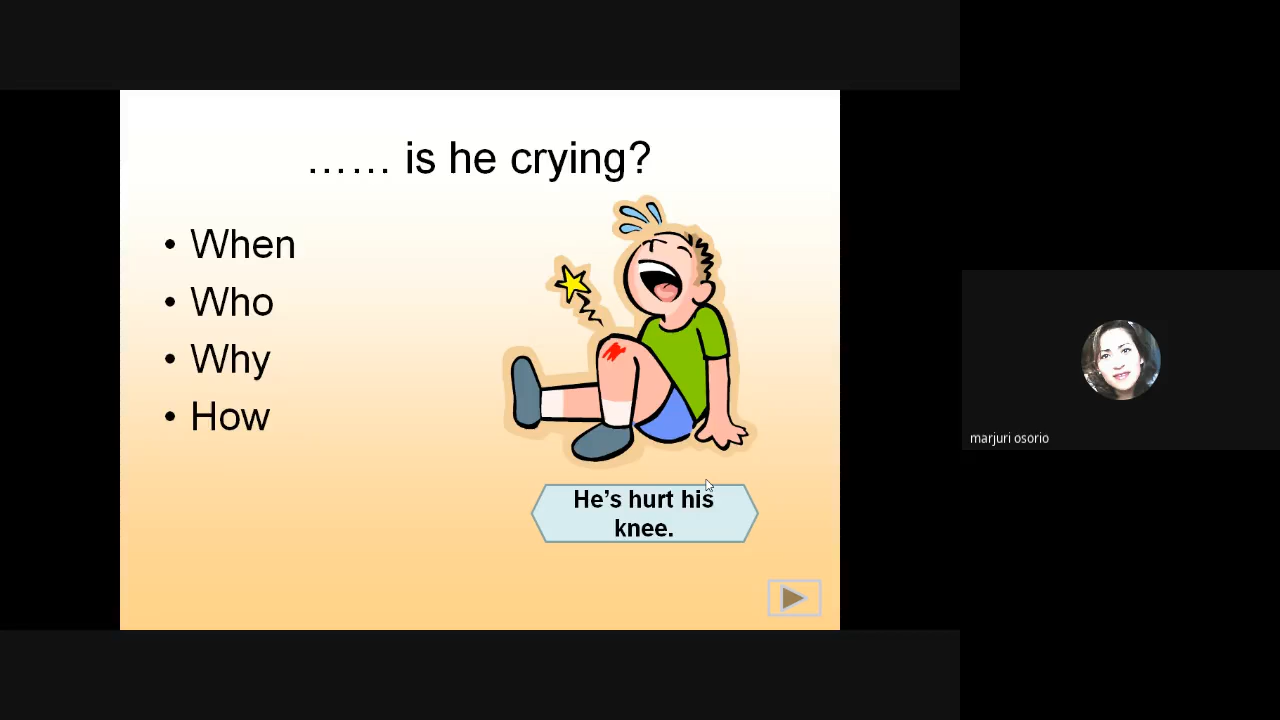 …… is he crying?
• When
• Who
• Why
• How
He’s hurt his
knee.
marjuri osorio